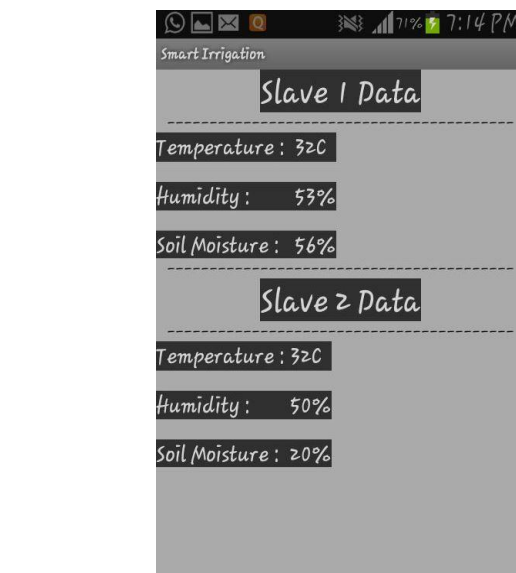 Q 71% 7:14 PM
Smart Irrigation
Slave 1 Data
Temperature : 32C
Humidity : 53%
Soil Moisture : 56%
Slave 2 Data
Temperature : 32C
Humidity : 50%
Soil Moisture : 20%